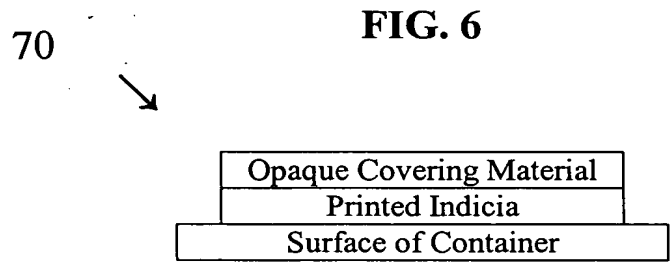 FIG. 6
70
Opaque Covering Material
Printed Indicia
Surface of Container